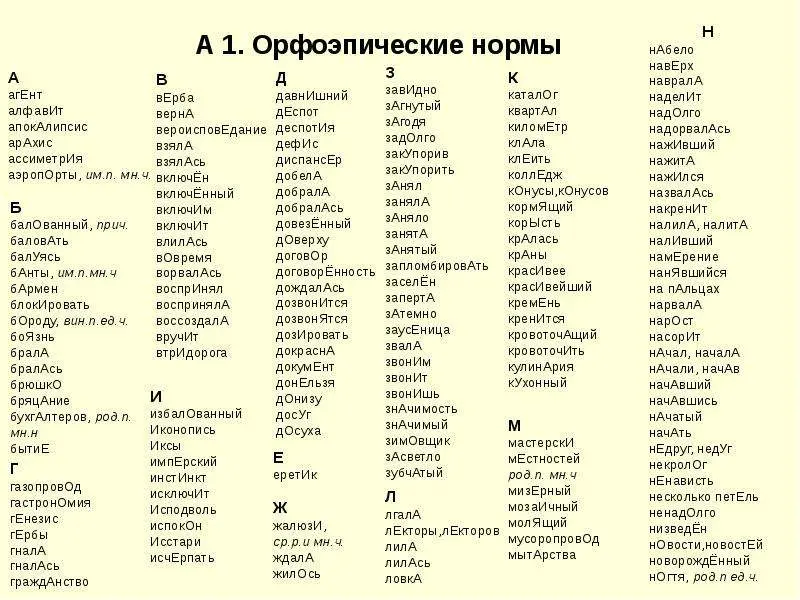 А 1. Орфоэпические нормы
А
агЕнт
алфавИт
апокАлипсис
арАхис
ассиметрИя
аэропОрты, им.п. мн.ч.
Б
балОванный, прич.
баловАть
балУясь
бАнты, им.п.мн.ч
бАрмен
блокИровать
бОроду, вин.п.ед.ч.
боЯзнь
бралА
бралАсь
брюшкО
бряцАние
бухгАлтеров, род.п.
мн.н
бытиЕ
Г
газопровОд
гастронОмия
гЕнезис
гЕрбы
гналА
гналАсь
граждАнство
В
вЕрба
вернА
вероисповЕдание
взялА
взялАсь
включЁн
включЁнный
включИм
включИт
влилАсь
вОвремя
ворвалАсь
воспрИнял
воспринялА
воссоздалА
вручИт
втрИдорога
И
избалОванный
Иконопись
Иксы
импЕрский
инстИнкт
исключИт
Исподволь
испокОн
Исстари
исчЕрпать
Д
давнИшний
дЕспот
деспотИя
дефИс
диспансЕр
добелА
добралА
добралАсь
довезЁнный
дОверху
договОр
договорЁнность
дождалАсь
дозвонИтся
дозвонЯтся
дозИровать
докраснА
докумЕнт
донЕльзя
дОнизу
досУг
дОсуха
Е
еретИк
Ж
жалюзИ,
ср.р.и мн.ч.
ждалА
жилОсь
З
завИдно
зАгнутый
зАгодя
задОлго
закУпорив
закУпорить
зАнял
занялА
зАняло
занятА
зАнятый
запломбировАть
заселЁн
запертА
зАтемно
заусЕница
звалА
звонИм
звонИт
звонИшь
знАчимость
знАчимый
зимОвщик
зАсветло
зубчАтый
Л
лгалА
лЕкторы,лЕкторов
лилА
лилАсь
ловкА
К
каталОг
квартАл
киломЕтр
клАла
клЕить
коллЕдж
кОнусы,кОнусов
кормЯщий
корЫсть
крАлась
крАны
красИвее
красИвейший
кремЕнь
кренИтся
кровоточАщий
кровоточИть
кулинАрия
кУхонный
М
мастерскИ
мЕстностей
род.п. мн.ч
мизЕрный
мозаИчный
молЯщий
мусоропровОд
мытАрства
Н
нАбело
навЕрх
навралА
наделИт
надОлго
надорвалАсь
нажИвший
нажитА
нажИлся
назвалАсь
накренИт
налилА, налитА
налИвший
намЕрение
нанЯвшийся
на пАльцах
нарвалА
нарОст
насорИт
нАчал, началА
нАчали, начАв
начАвший
начАвшись
нАчатый
начАть
нЕдруг, недУг
некролОг
нЕнависть
несколько петЕль
ненадОлго
низведЁн
нОвости,новостЕй
новорождЁнный
нОгтя, род.п ед.ч.